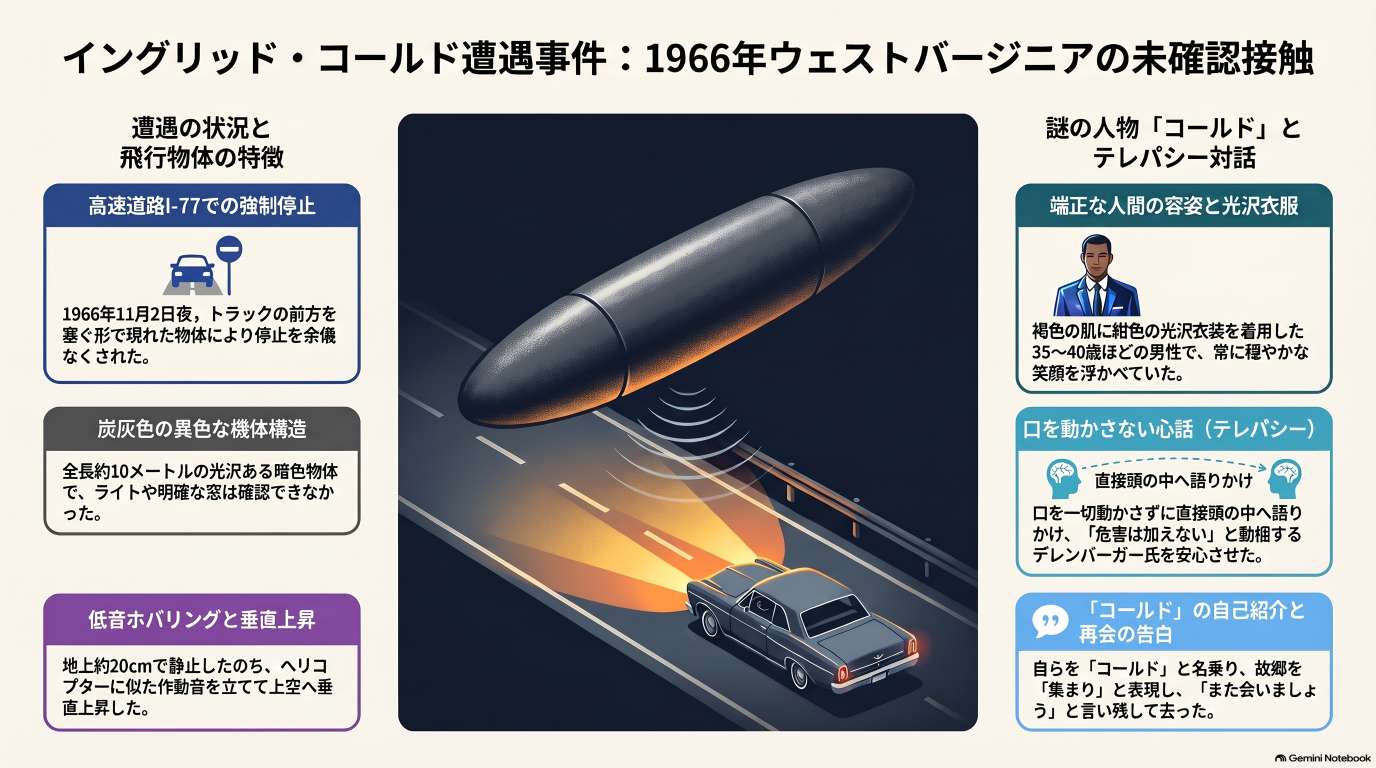 イングリッド・コールド遭遇事件：1966年ウェストバージニアの未確認接触
遭遇の状況と
飛行物体の特徴
高速道路I-77での強制停止
1966年11月2日夜，トラックの前方を
塞ぐ形で現れた物体により停止を余儀
なくされた。
炭灰色の異色な機体構造
全長約10メートルの光沢ある暗色物体
で、ライトや明確な窓は確認できなか
った。
低音ホバリングと垂直上昇
地上約20cmで静止したのち、ヘリコ
プターに似た作動音を立てて上空へ垂
直上昇した。
謎の人物「コールド」と
テレパシー対話
端正な人間の容姿と光沢衣服
褐色の肌に紺色の光沢衣装を着用した
35〜40歳ほどの男性で、常に穏やかな
笑顔を浮かべていた。
口を動かさない心話（テレパシー）
直接頭の中へ語りかけ
口を一切動かさずに直接頭の中へ語り
かけ、「危害は加えない」と動する
デレンバーガー氏を安心させた。
「コールド」の自己紹介と
再会の告白
自らを「コールド」と名乗り、故郷を
「集まり」と表現し、「また会いましょ
う」と言い残して去った。
Gemini Notebook